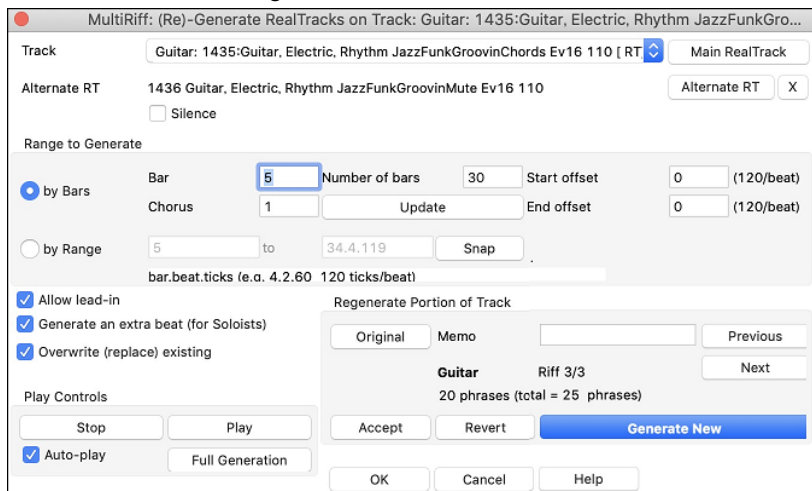 MultiRiff: (Re)-Generate RealTracks on Track: Guitar: 1435:Guitar, Electric, Rhythm JazzFunkGro...
Track Guitar: 1435:Guitar, Electric, Rhythm JazzFunkGroovinChords Ev16 110 [ RT Main RealTrack
Alternate RT 1436 Guitar, Electric, Rhythm JazzFunkGroovinMute Ev16 110 Alternate RT X
Silence
Range to Generate
by Bars
Bar 5 Number of bars 30 Start offset 0 (120/beat)
Chorus 1 Update End offset 0 (120/beat)
by Range 5 to 34.4.119 Snap .
bar.beat.ticks (e.g. 4.2.60 120 ticks/beat)
Allow lead-in
Generate an extra beat (for Soloists)
Overwrite (replace) existing
Regenerate Portion of Track
Original Memo Previous
Guitar Riff 3/3 Next
20 phrases (total = 25 phrases)
Accept Revert Generate New
Play Controls
Stop Play
Auto-play Full Generation
OK Cancel Help